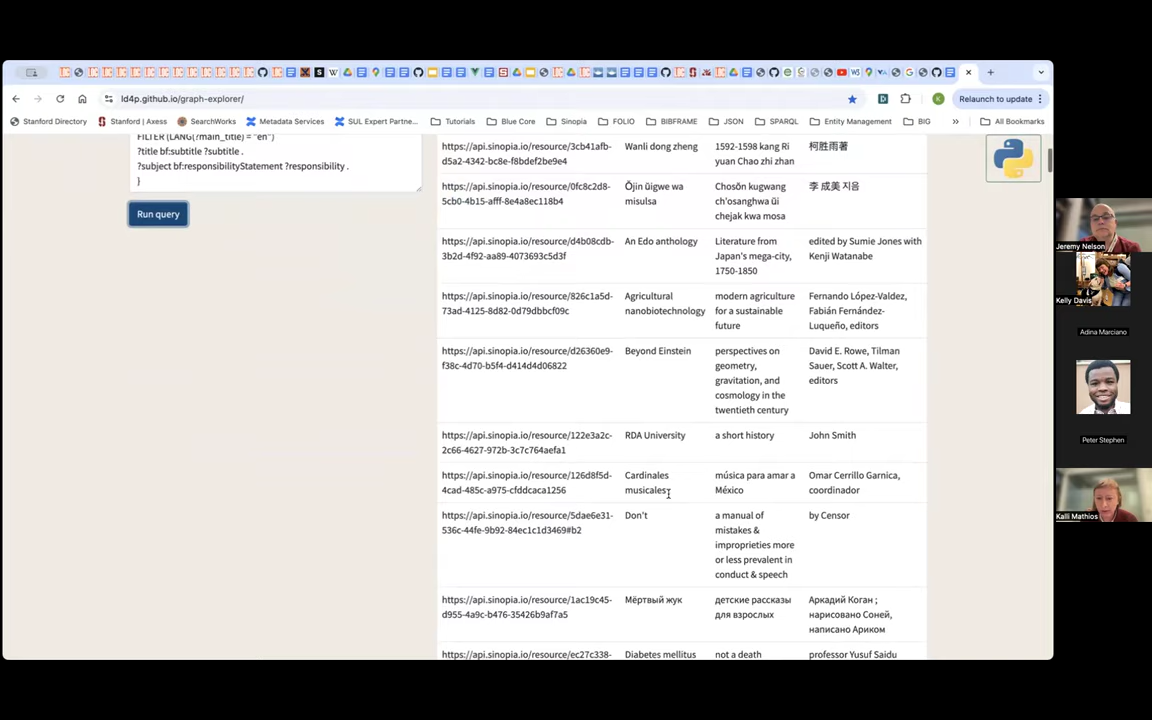 ld4p.github.io/graph-explorer/
Relaunch to update
Stanford Directory
Stanford | Axess
SearchWorks
Metadata Services
SUL Expert Partne...
Tutorials
Blue Core
Sinopia
FOLIO
BIBFRAME
JSON
SPARQL
Entity Management
BIG
»
All Bookmarks
FILTER (LANG(?main_title) = "en")
?title bf:subtitle ?subtitle .
?subject bf:responsibilityStatement ?responsibility .
}
Run query
https://api.sinopia.io/resource/3cb41afb-
d5a2-4342-bc8e-f8bdef2be9e4
Wanli dong zheng
1592-1598 kang Ri
yuan Chao zhi zhan
柯胜雨著
https://api.sinopia.io/resource/0fc8c2d8-
5cb0-4b15-afff-8e4a8ec118b4
Ŏjin ŭigwe wa
misulsa
Chosŏn kugwang
ch'osanghwa ŭi
chejak kwa mosa
李 成美 지음
https://api.sinopia.io/resource/d4b08cdb-
3b2d-4f92-aa89-4073693c5d3f
An Edo anthology
Literature from
Japan's mega-city,
1750-1850
edited by Sumie Jones with
Kenji Watanabe
https://api.sinopia.io/resource/826c1a5d-
73ad-4125-8d82-0d79dbbcf09c
Agricultural
nanobiotechnology
modern agriculture
for a sustainable
future
Fernando López-Valdez,
Fabián Fernández-
Luqueño, editors
https://api.sinopia.io/resource/d26360e9-
f38c-4d70-b5f4-d414d4d06822
Beyond Einstein
perspectives on
geometry,
gravitation, and
cosmology in the
twentieth century
David E. Rowe, Tilman
Sauer, Scott A. Walter,
editors
https://api.sinopia.io/resource/122e3a2c-
2c66-4627-972b-3c7c764aefa1
RDA University
a short history
John Smith
https://api.sinopia.io/resource/126d8f5d-
4cad-485c-a975-cfddcaca1256
Cardinales
musicales
música para amar a
México
Omar Cerrillo Garnica,
coordinador
https://api.sinopia.io/resource/5dae6e31-
536c-44fe-9b92-84ec1c1d3469#b2
Don't
a manual of
mistakes &
improprieties more
or less prevalent in
conduct & speech
by Censor
https://api.sinopia.io/resource/1ac19c45-
d955-4a9c-b476-35426b9af7a5
Мёртвый жук
детские рассказы
для взрослых
Аркадий Коган ;
нарисовано Соней,
написано Ариком
https://api.sinopia.io/resource/ec27c338-
Diabetes mellitus
not a death
professor Yusuf Saidu
Jeremy Nelson
Kelly Davis
Adina Marciano
Peter Stephen
Kalli Mathios